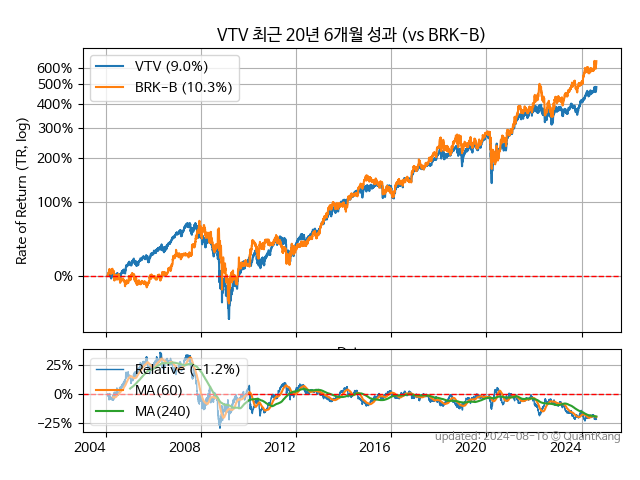 VTV 최근 20년 6개월 성과 (vs BRK-B)
Rate of Return (TR, log)
600%
500%
400%
300%
200%
100%
0%
VTV (9.0%)
BRK-B (10.3%)
25%
0%
−25%
Relative (−1.2%)
MA(60)
MA(240)
2004
2008
2012
2016
2020
2024
updated: 2024-08-16 © QuantKang